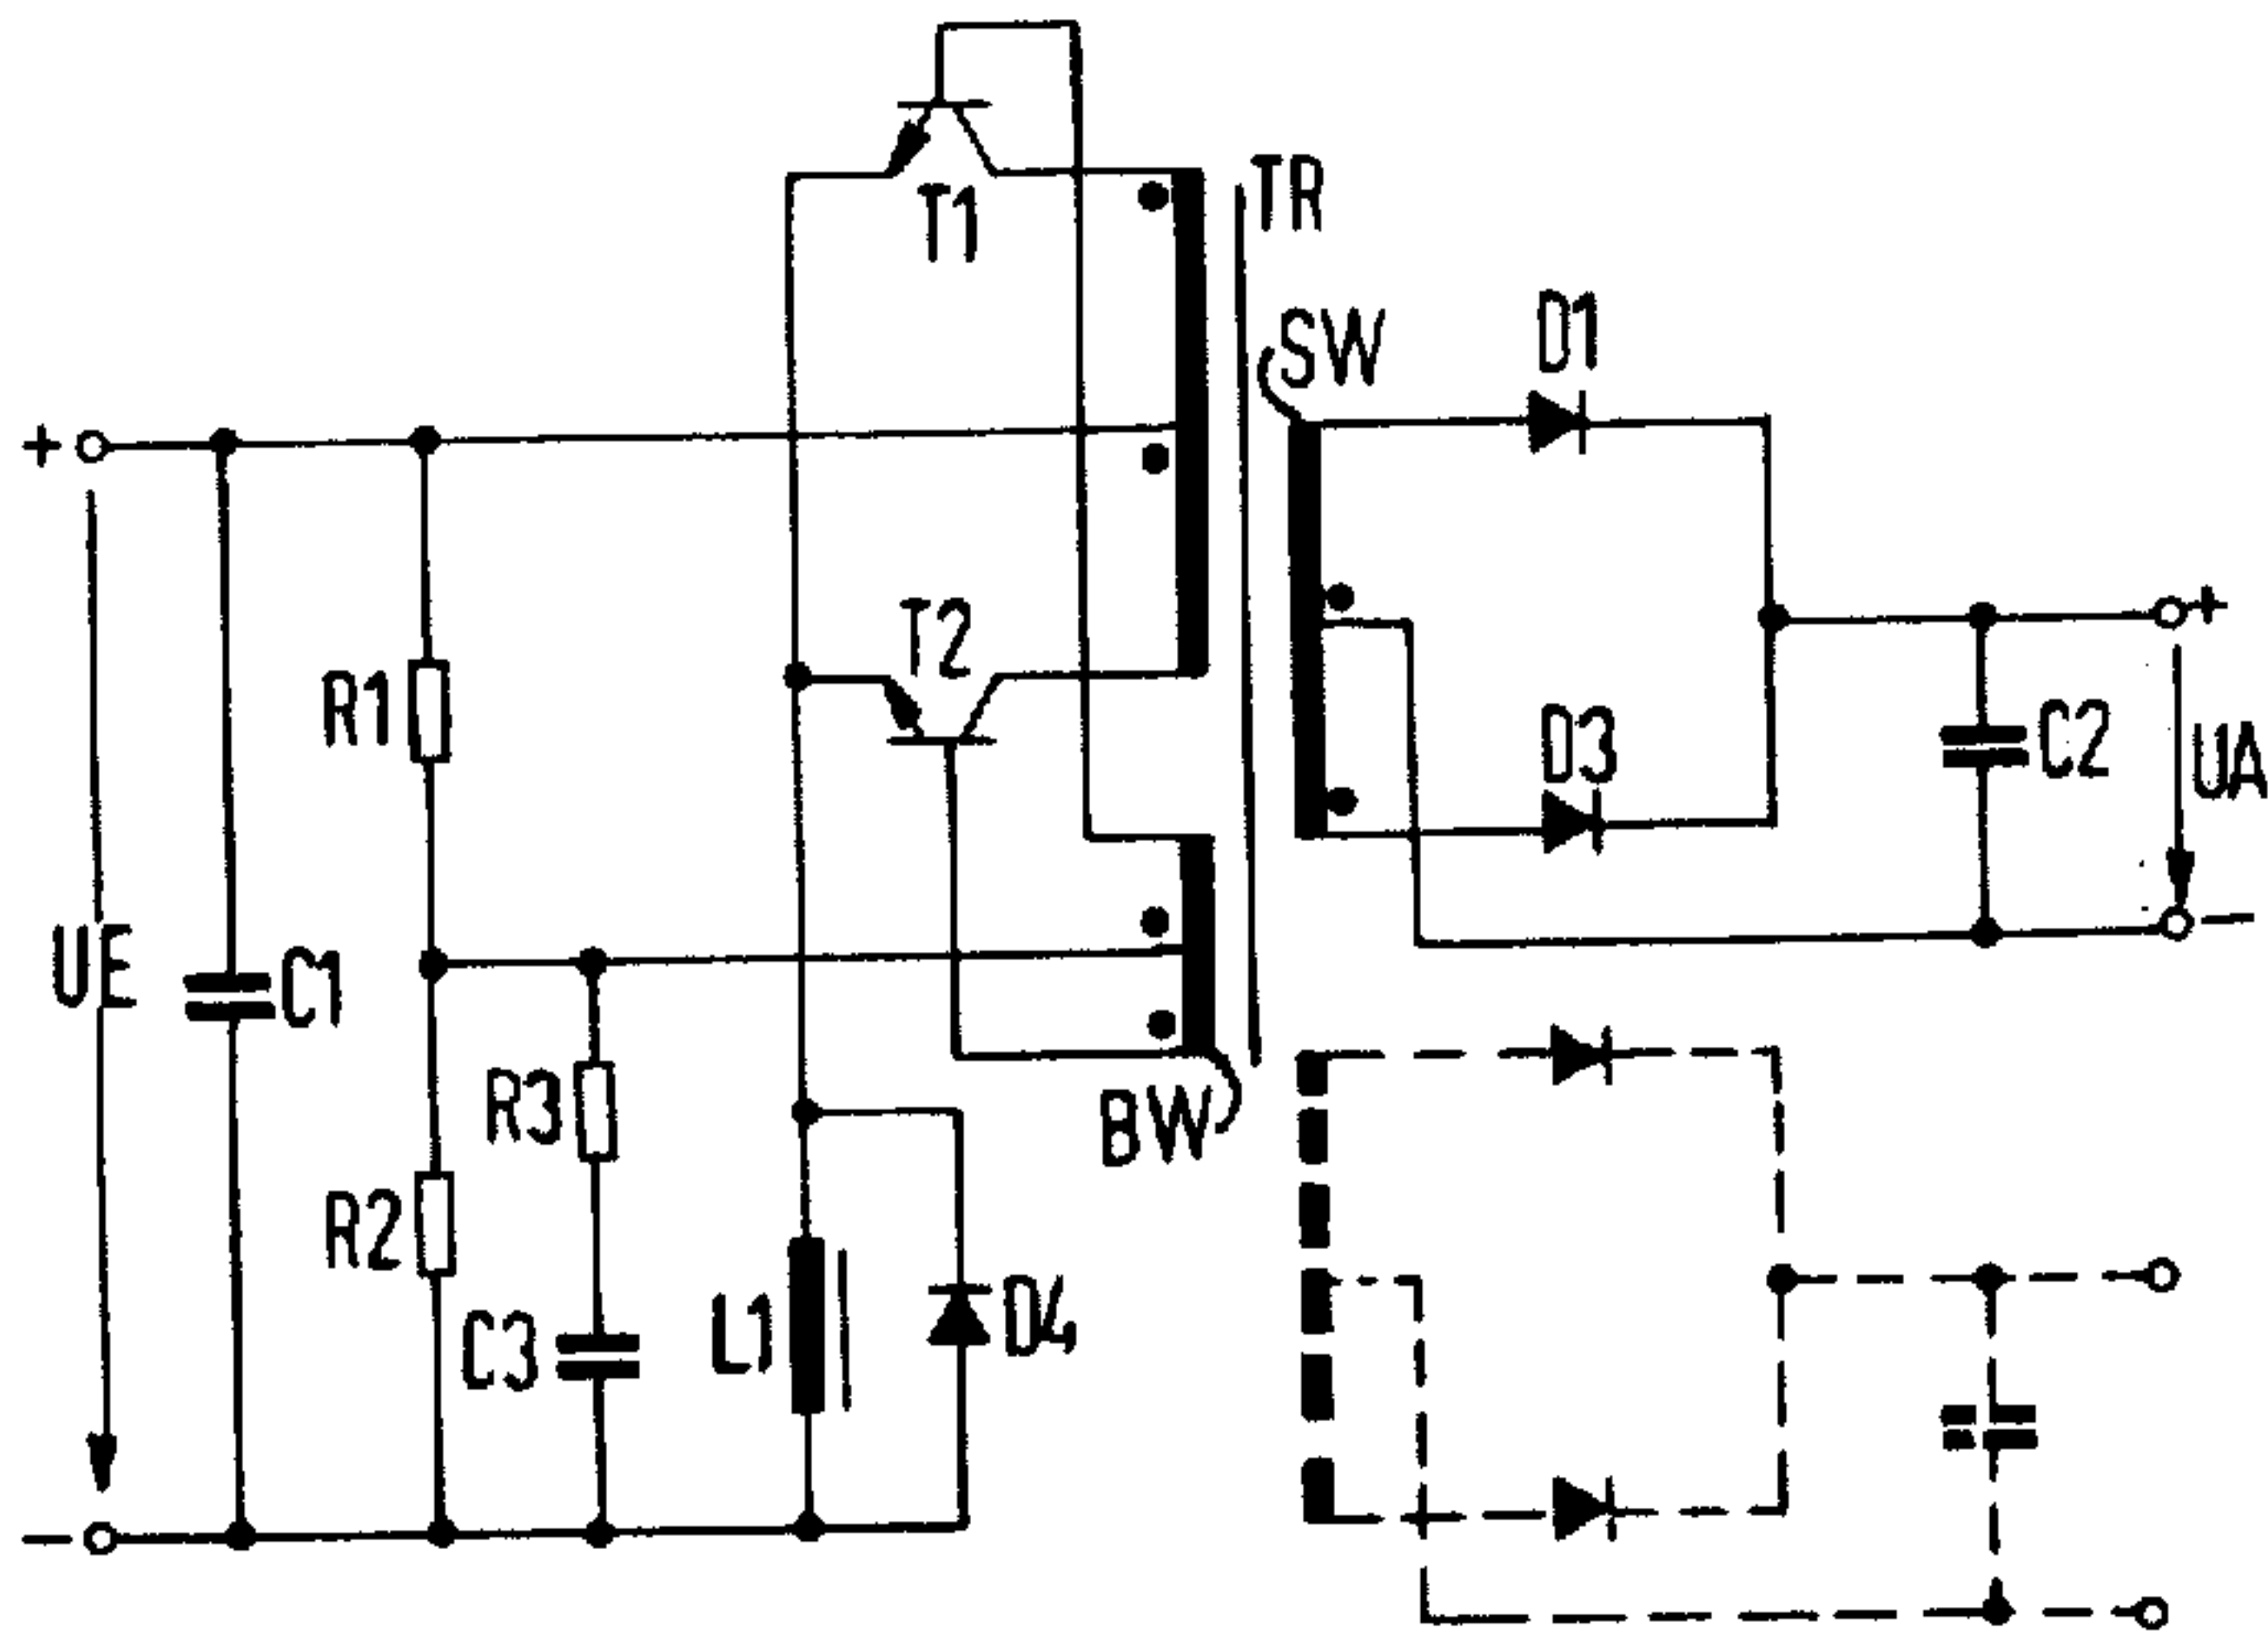 TR
T1
SW
D1
+
+
T2
R1
D3
C2
UA
UE
C1
−
R3
BW
R2
C3
L1
D4
−